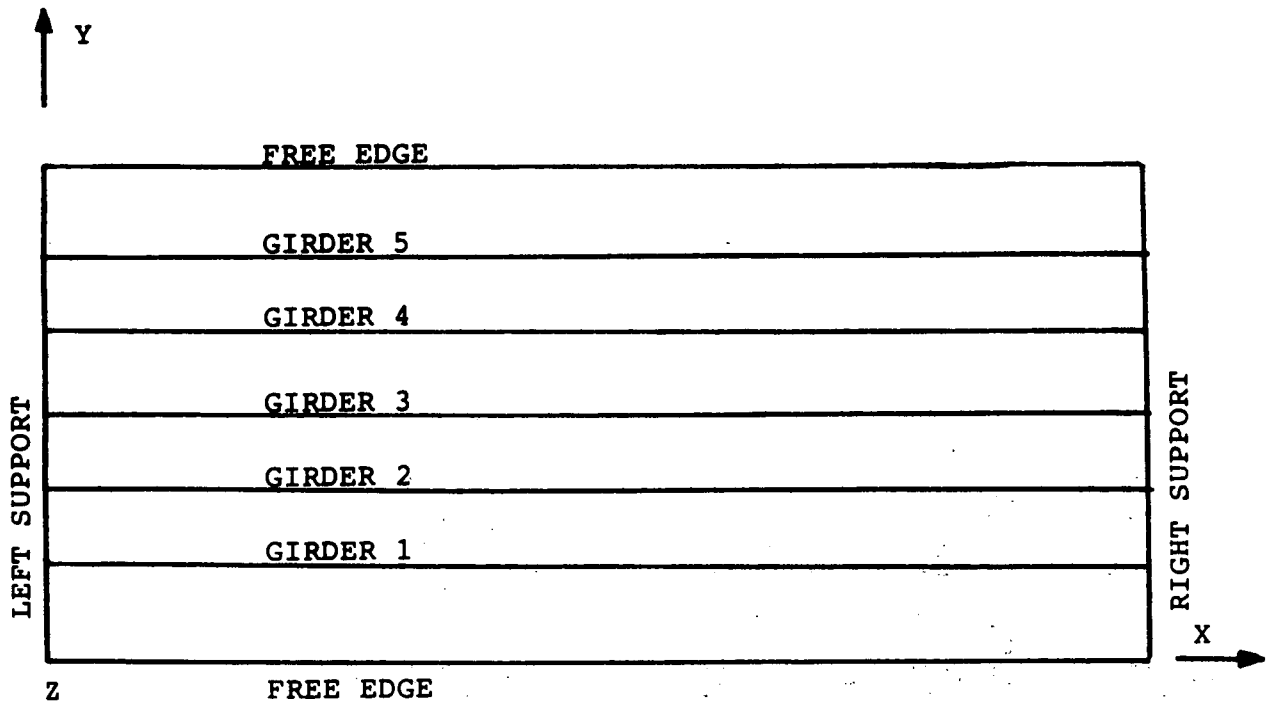 Y
FREE EDGE
GIRDER 5
GIRDER 4
GIRDER 3
GIRDER 2
GIRDER 1
LEFT SUPPORT
RIGHT SUPPORT
X
Z
FREE EDGE